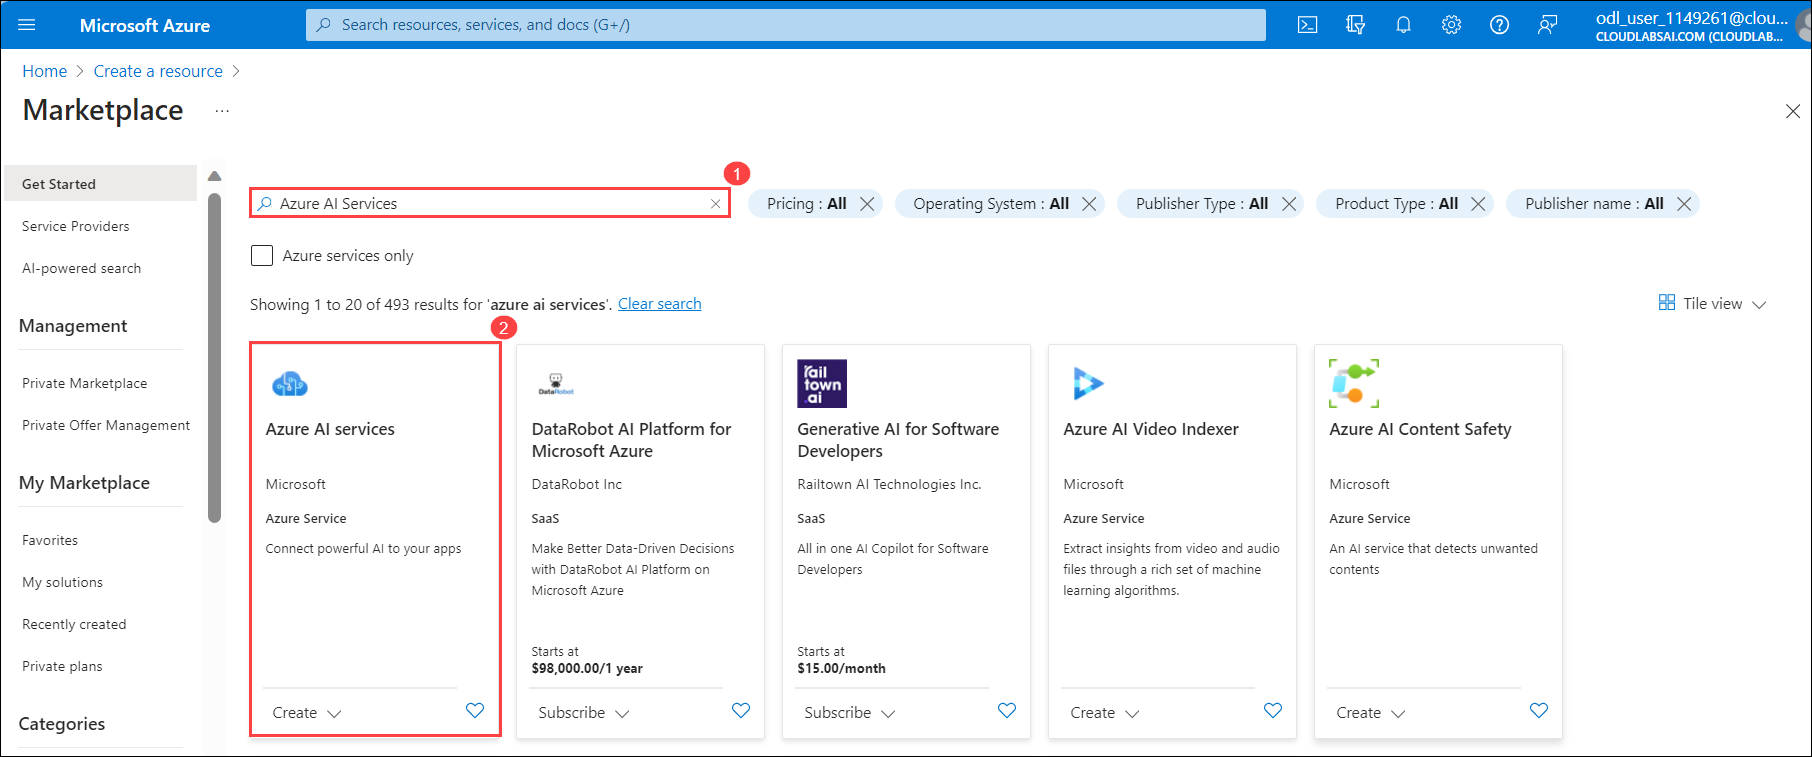 Microsoft Azure
Search resources, services, and docs (G+/)
odl_user_1149261@clou...
CLOUDLABSAI.COM (CLOUDLAB...
Home > Create a resource >
Marketplace ...
Get Started
Service Providers
AI-powered search
Management
Private Marketplace
Private Offer Management
My Marketplace
Favorites
My solutions
Recently created
Private plans
Categories
1
Azure AI Services
Pricing : All
Operating System : All
Publisher Type : All
Product Type : All
Publisher name : All
Azure services only
Showing 1 to 20 of 493 results for 'azure ai services'. Clear search
Tile view
2
Azure AI services
Microsoft
Azure Service
Connect powerful AI to your apps
Create
DataRobot
DataRobot AI Platform for
Microsoft Azure
DataRobot Inc
SaaS
Make Better Data-Driven Decisions
with DataRobot AI Platform on
Microsoft Azure
Starts at
$98,000.00/1 year
Subscribe
rail
town
.ai
Generative AI for Software
Developers
Railtown AI Technologies Inc.
SaaS
All in one AI Copilot for Software
Developers
Starts at
$15.00/month
Subscribe
Azure AI Video Indexer
Microsoft
Azure Service
Extract insights from video and audio
files through a rich set of machine
learning algorithms.
Create
Azure AI Content Safety
Microsoft
Azure Service
An AI service that detects unwanted
contents
Create